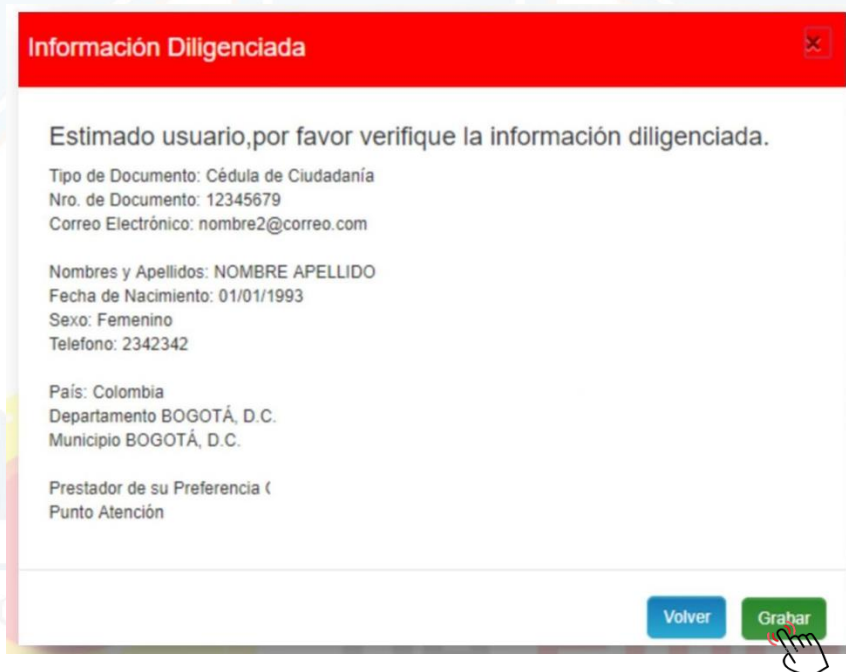 Información Diligenciada
Estimado usuario,por favor verifique la información diligenciada.
Tipo de Documento: Cédula de Ciudadanía
Nro. de Documento: 12345679
Correo Electrónico: nombre2@correo.com
Nombres y Apellidos: NOMBRE APELLIDO
Fecha de Nacimiento: 01/01/1993
Sexo: Femenino
Telefono: 2342342
País: Colombia
Departamento BOGOTÁ, D.C.
Municipio BOGOTÁ, D.C.
Prestador de su Preferencia
Punto Atención
Volver
Grabar